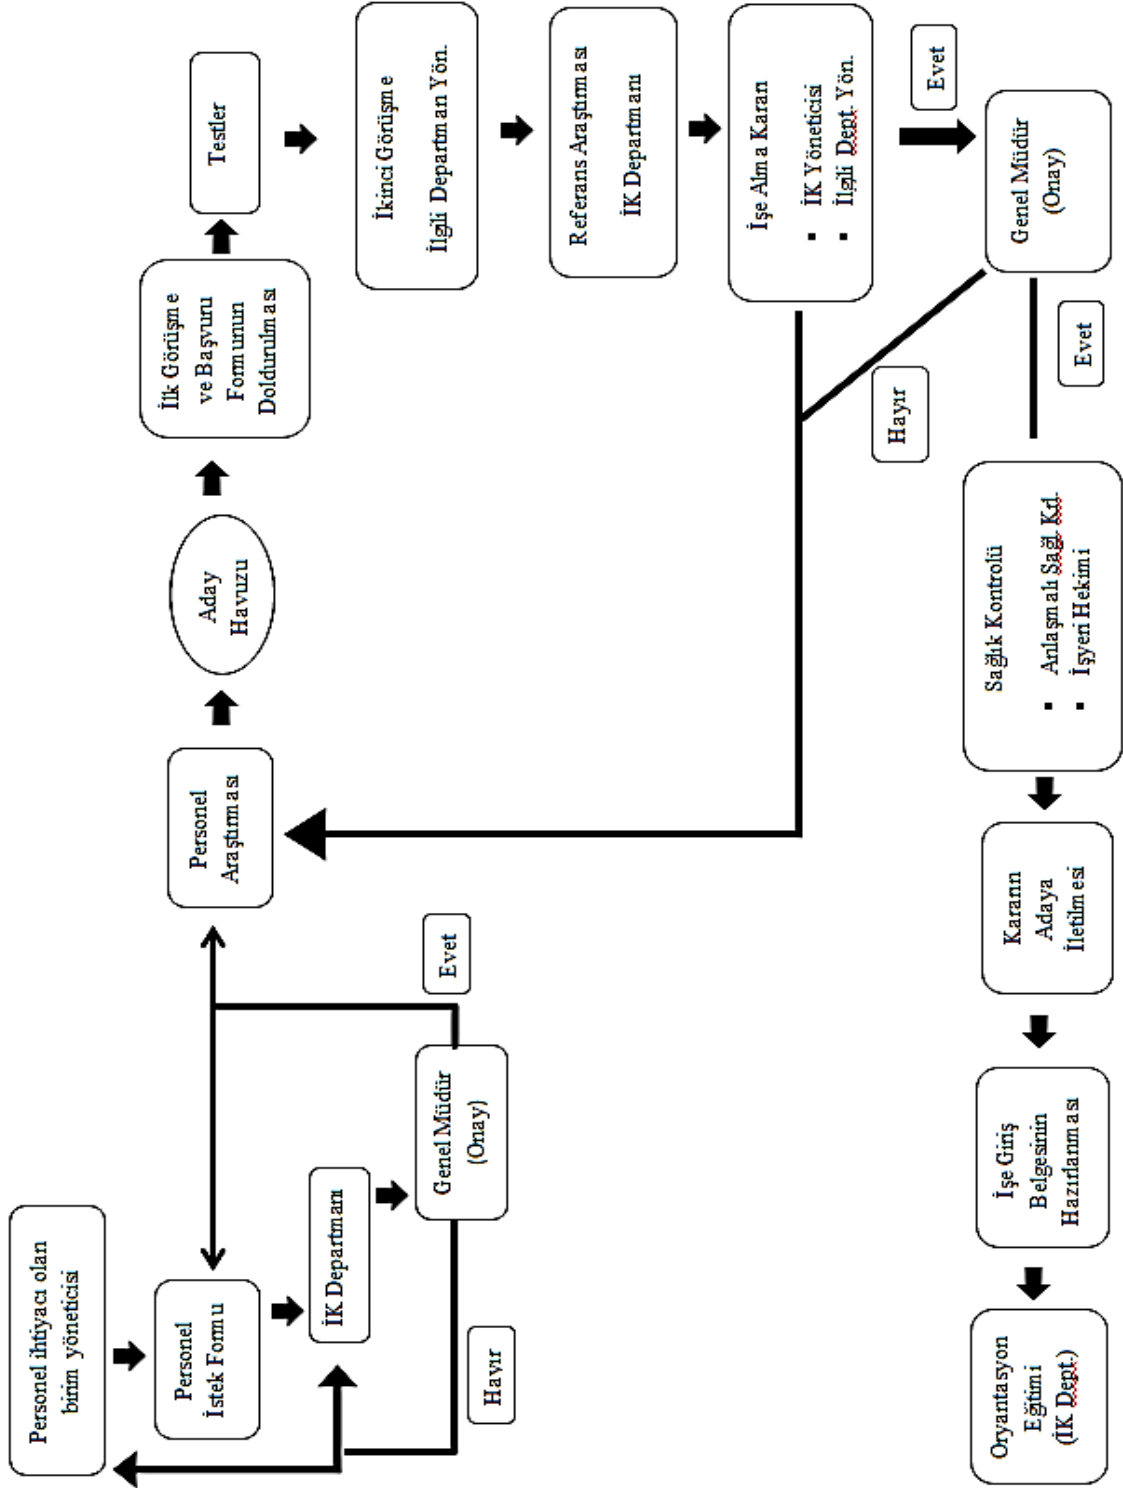 Personel ihtiyacı olan
birim yöneticisi
Personel
İstek Formu
İK Departmanı
Genel Müdür
(Onay)
Hayır
Evet
Personel
Araştırması
Aday
Havuzu
İlk Görüşme
ve Başvuru
Formunun
Doldurulması
Testler
İkinci Görüşme
İlgili Departman Yön.
Referans Araştırması
İK Departmanı
İşe Alma Kararı
▪ İK Yöneticisi
▪ İlgili Dept. Yön.
Evet
Genel Müdür
(Onay)
Hayır
Evet
Sağlık Kontrolü
▪ Anlaşmalı Sağl. Krl.
▪ İşyeri Hekimi
Kararın
Adaya
İletilmesi
İşe Giriş
Belgesinin
Hazırlanması
Oryantasyon
Eğitimi
(İK Dept.)